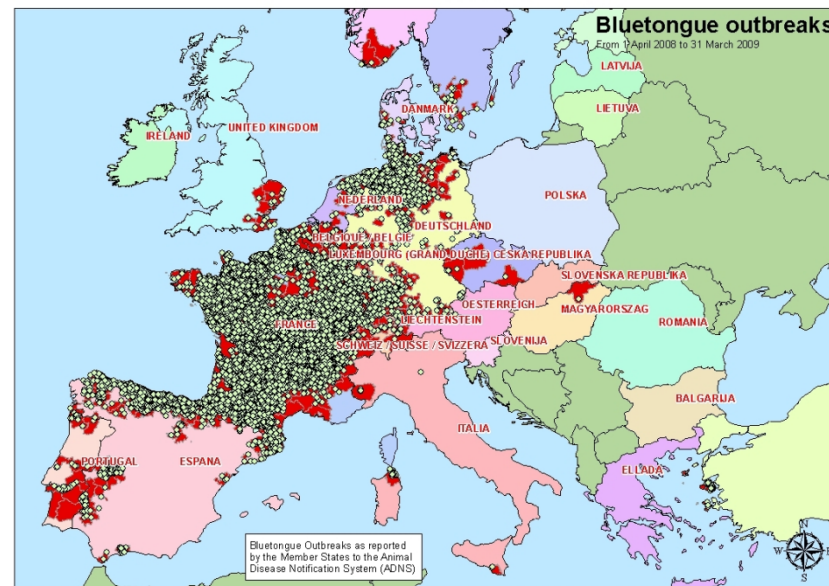 Bluetongue outbreaks
From 1 April 2008 to 31 March 2009
LATVIJA
DANMARK
LIETUVA
IRELAND
UNITED KINGDOM
POLSKA
NEDERLAND
DEUTSCHLAND
BELGIQUE / BELGIË
LUXEMBOURG (GRAND DUCHE)
CESKA REPUBLIKA
SLOVENSKA REPUBLIKA
OESTERREICH
MAGYARORSZAG
LIECHTENSTEIN
FRANCE
ROMANIA
SCHWEIZ / SUISSE / SVIZZERA
SLOVENIJA
BALGARIJA
ITALIA
PORTUGAL
ESPANA
ELLADA
Bluetongue Outbreaks as reported
by the Member States to the Animal
Disease Notification System (ADNS)
N
W
E
S